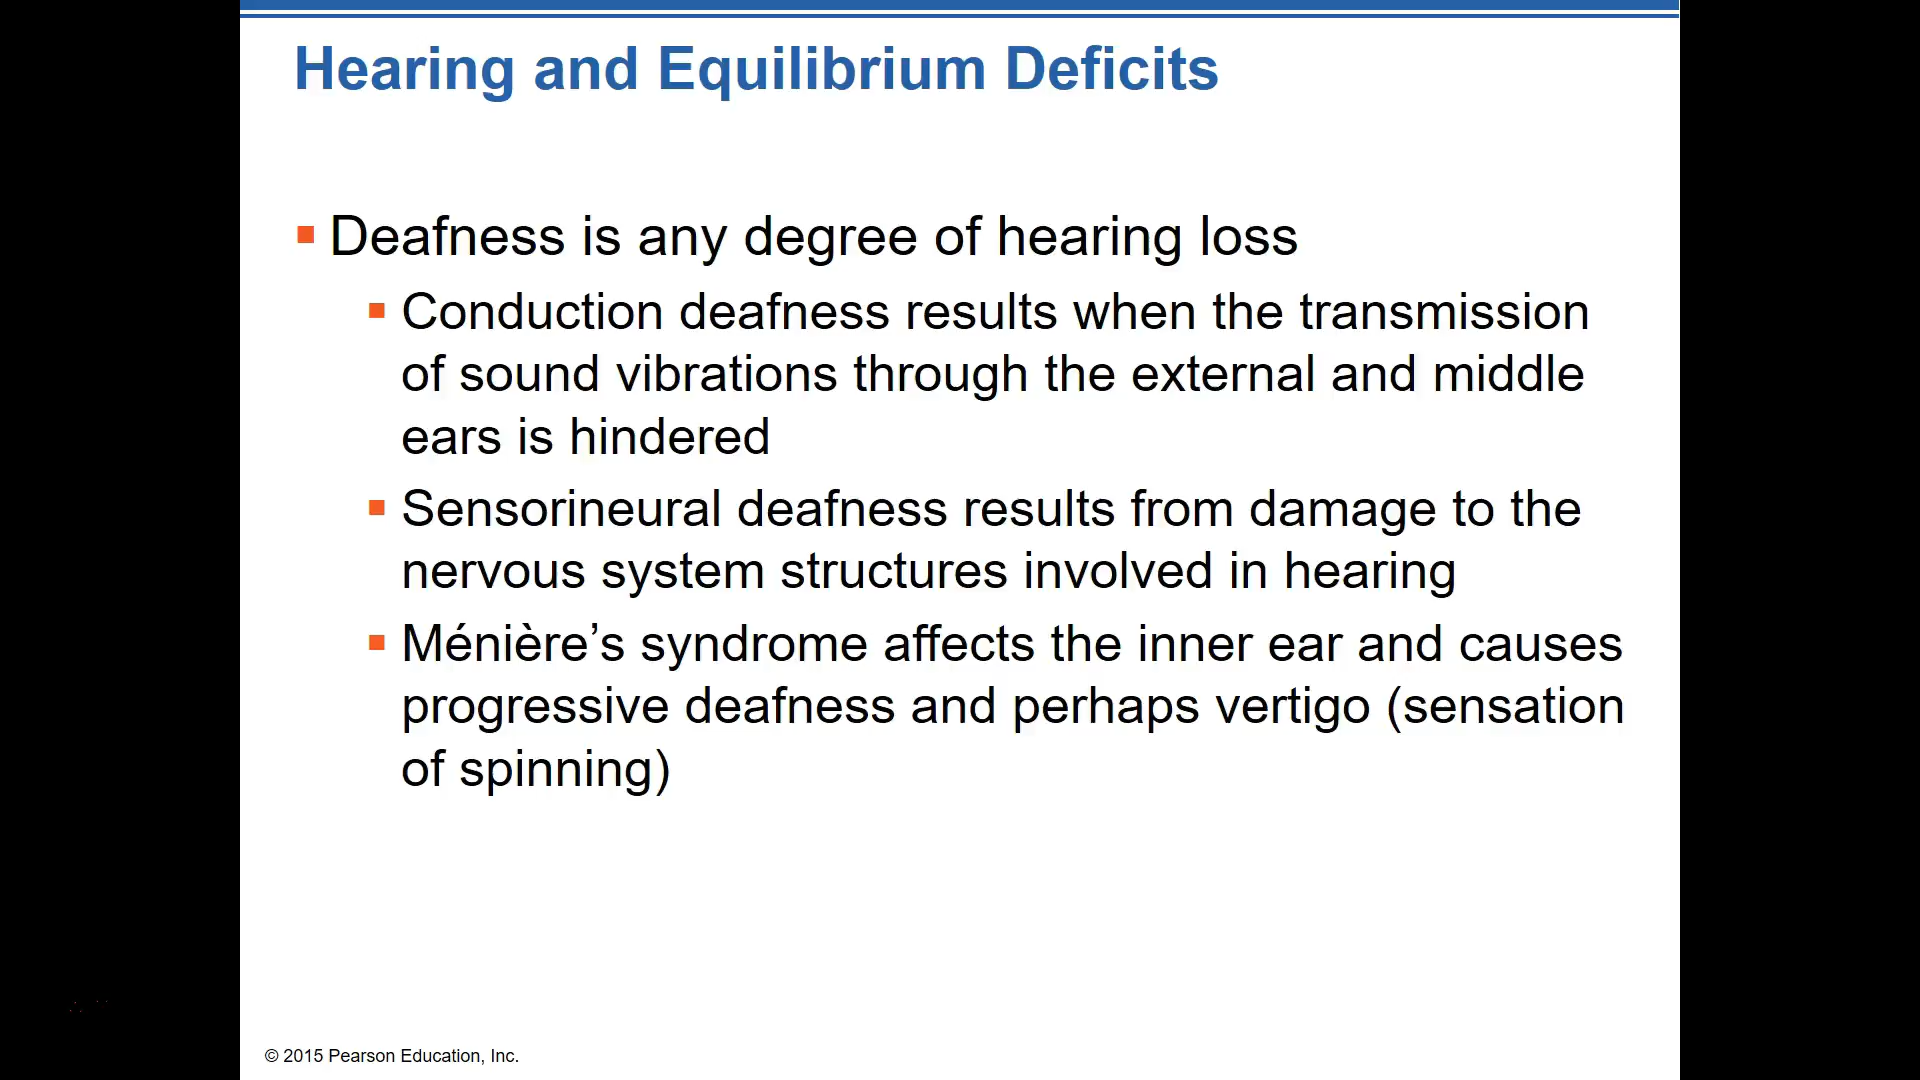 Hearing and Equilibrium Deficits
Deafness is any degree of hearing loss
Conduction deafness results when the transmission
of sound vibrations through the external and middle
ears is hindered
Sensorineural deafness results from damage to the
nervous system structures involved in hearing
Ménière’s syndrome affects the inner ear and causes
progressive deafness and perhaps vertigo (sensation
of spinning)
© 2015 Pearson Education, Inc.